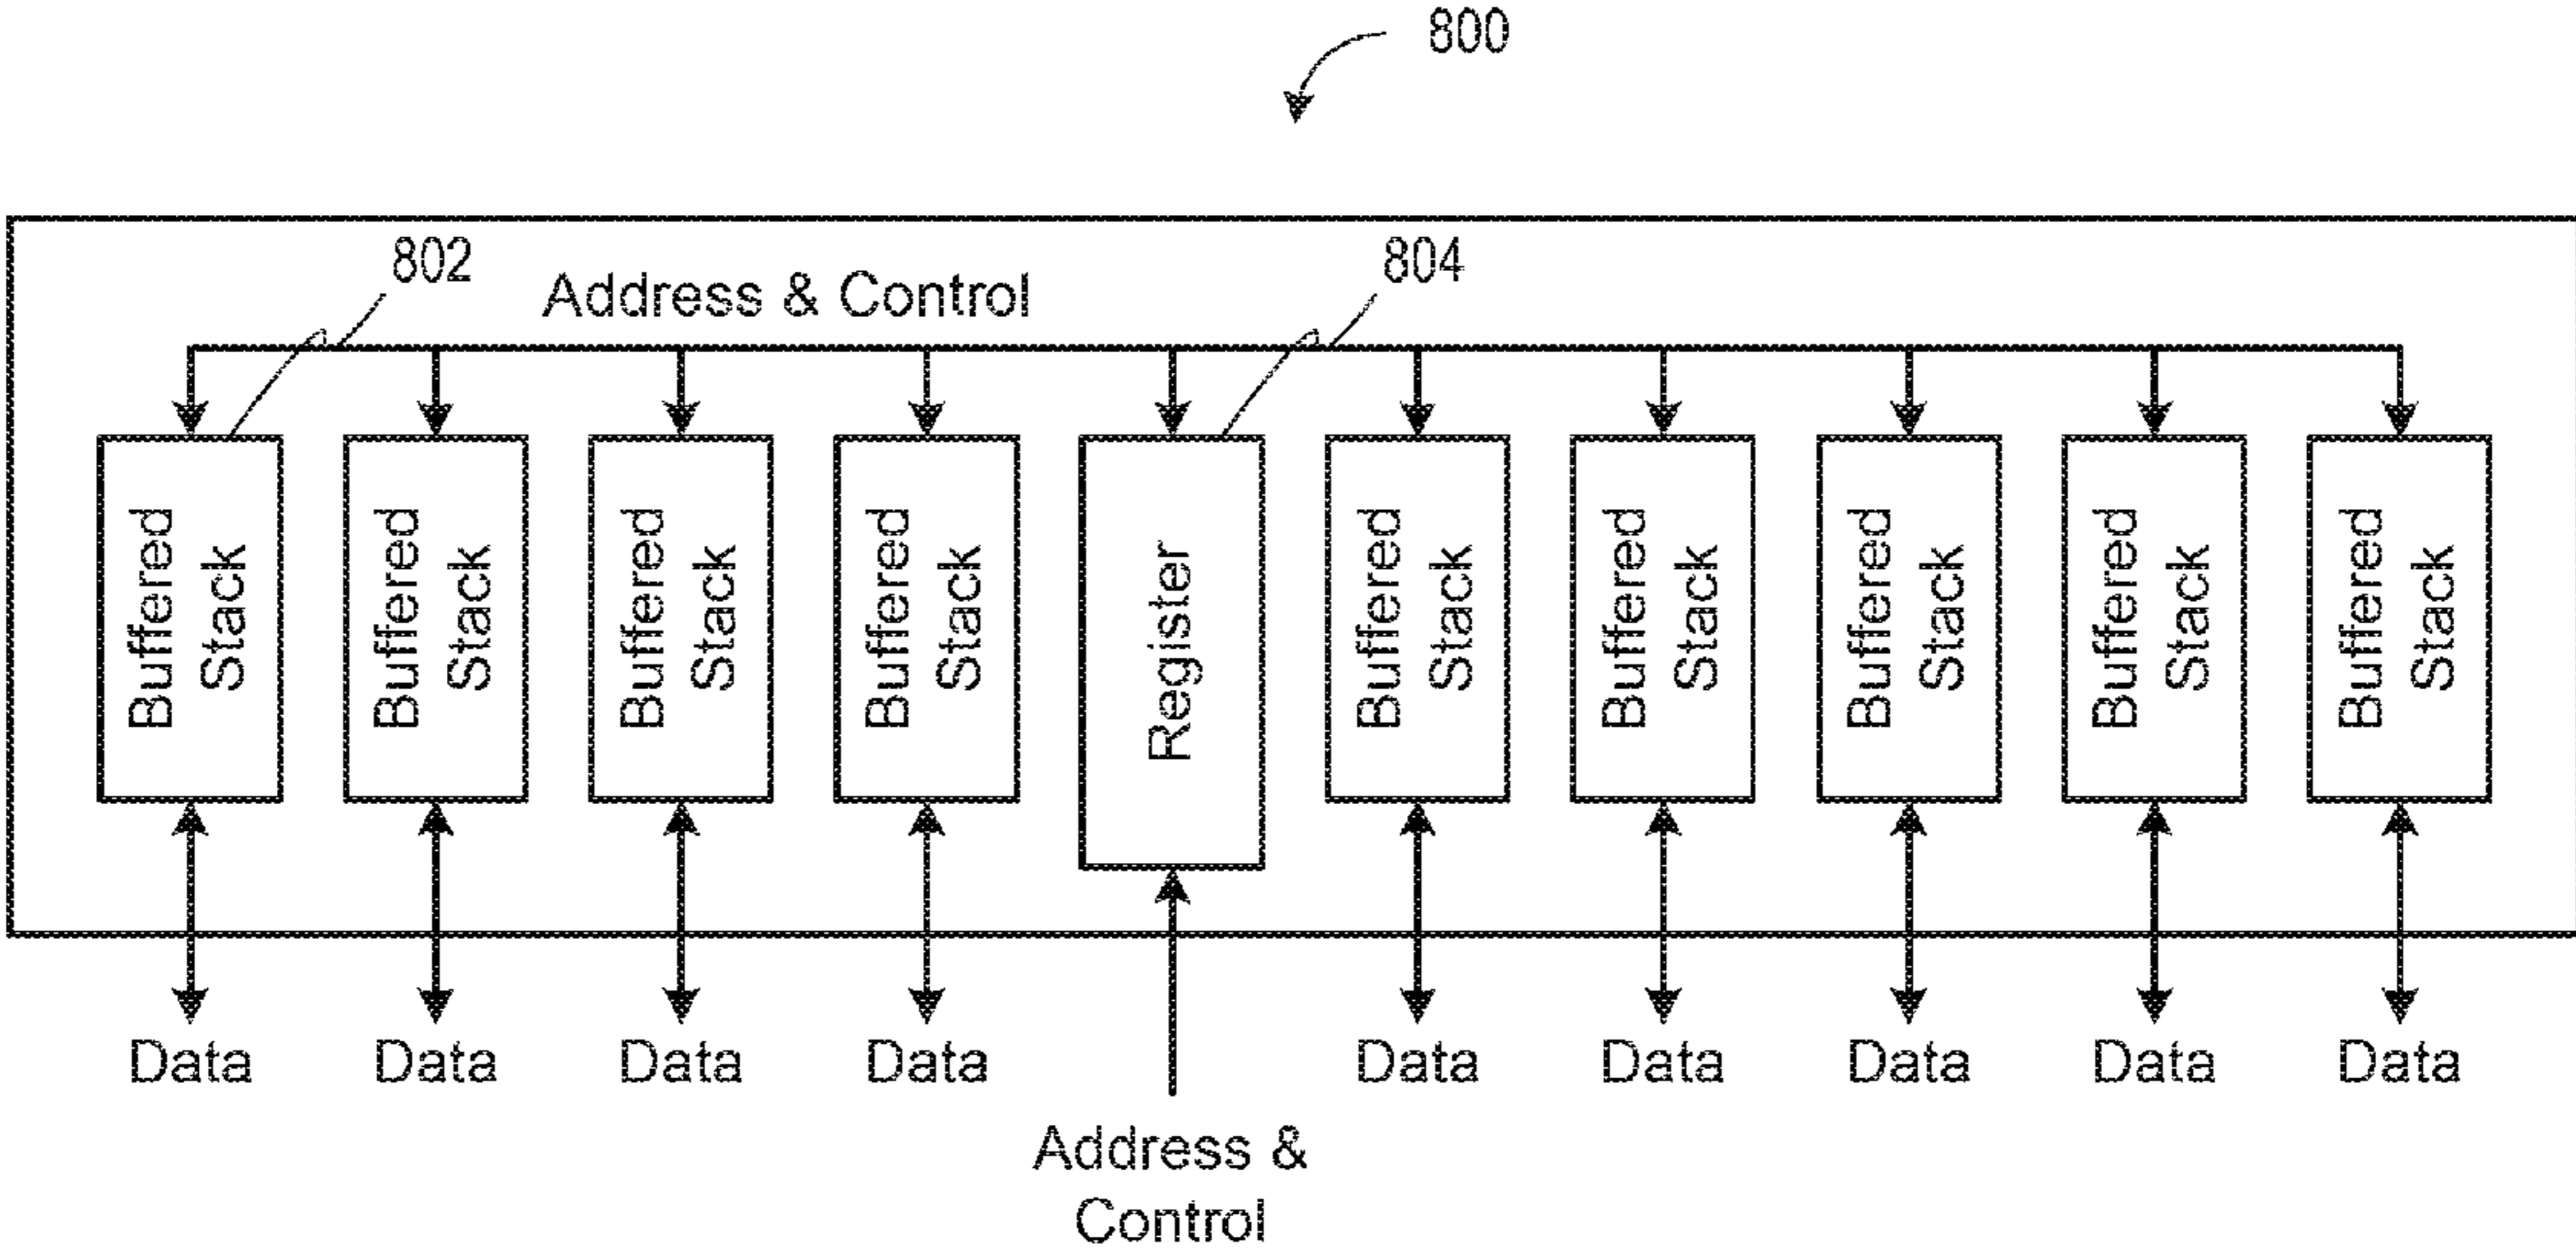 800
802
804
Address & Control
Buffered
Stack
Buffered
Stack
Buffered
Stack
Buffered
Stack
Register
Buffered
Stack
Buffered
Stack
Buffered
Stack
Buffered
Stack
Buffered
Stack
Data
Data
Data
Data
Data
Data
Data
Data
Data
Address &
Control